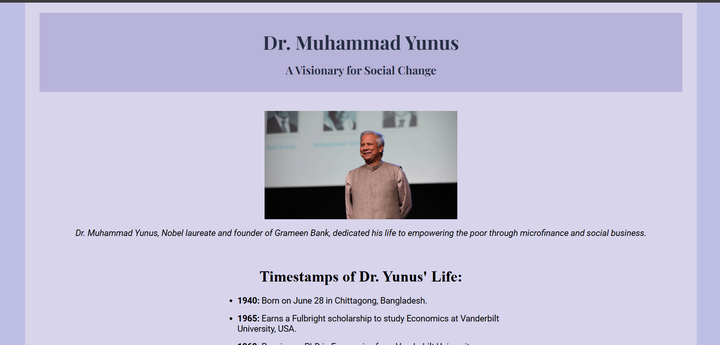 Dr. Muhammad Yunus
A Visionary for Social Change
Dr. Muhammad Yunus, Nobel laureate and founder of Grameen Bank, dedicated his life to empowering the poor through microfinance and social business.
Timestamps of Dr. Yunus' Life:
1940: Born on June 28 in Chittagong, Bangladesh.
1965: Earns a Fulbright scholarship to study Economics at Vanderbilt
University, USA.